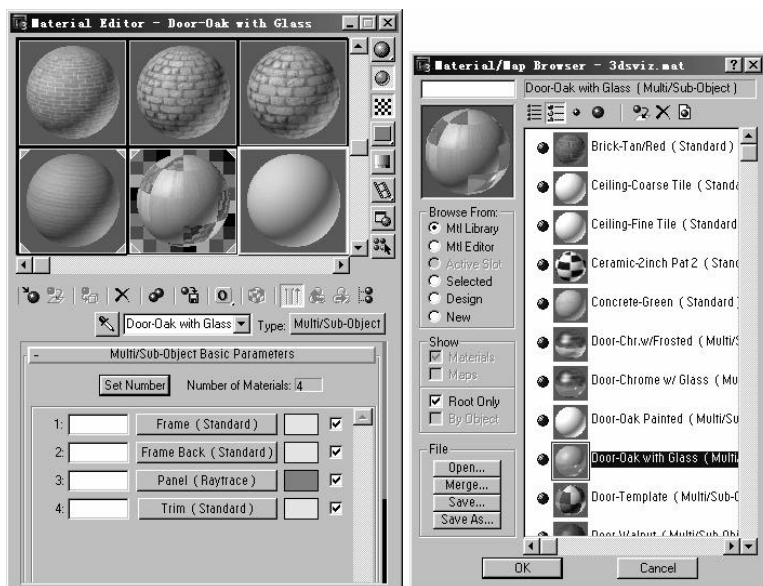 Material Editor - Door-Oak with Glass
Door-Oak with Glass
Type:
Multi/Sub-Object
Multi/Sub-Object Basic Parameters
Set Number
Number of Materials: 4
1: Frame ( Standard )
2: Frame Back ( Standard )
3: Panel ( Raytrace )
4: Trim ( Standard )
Material/Map Browser - 3dsviz.mat
Door-Oak with Glass ( Multi/Sub-Object )
Browse From:
Mtl Library
Mtl Editor
Active Slot
Selected
Design
New
Show
Materials
Maps
Root Only
By Object
File
Open...
Merge...
Save...
Save As...
Brick-Tan/Red ( Standard )
Ceiling-Coarse Tile ( Standa
Ceiling-Fine Tile ( Standard
Ceramic-2inch Pat 2 ( Stand
Concrete-Green ( Standard )
Door-Chr.w/Frosted ( Multi/S
Door-Chrome w/ Glass ( Mu
Door-Oak Painted ( Multi/Su
Door-Oak with Glass ( Multi/
Door-Template ( Multi/Sub-O
Door-Walnut ( Multi/Sub-Obj
OK
Cancel